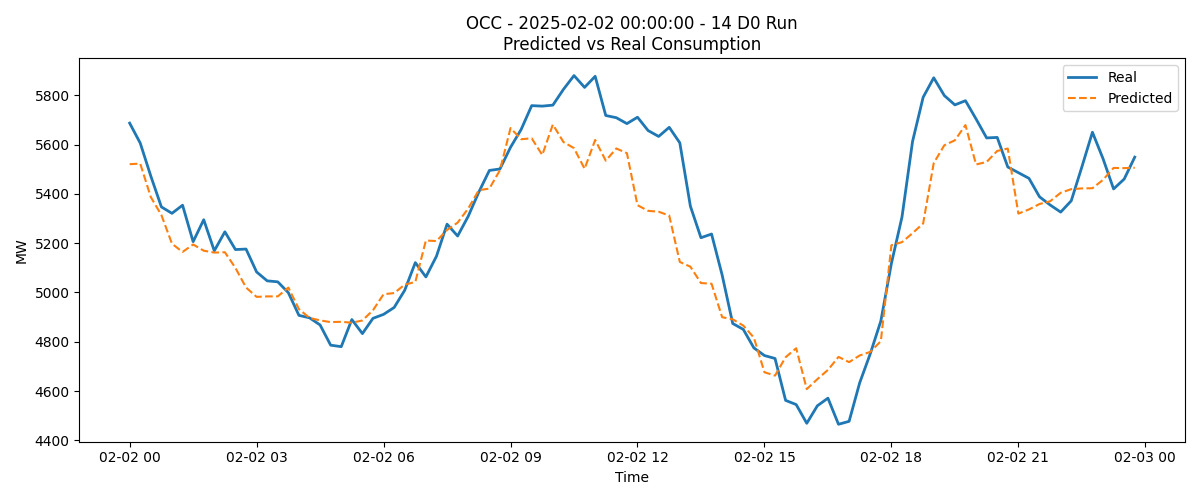 OCC - 2025-02-02 00:00:00 - 14 D0 Run
Predicted vs Real Consumption
Real
Predicted
MW
5800
5600
5400
5200
5000
4800
4600
4400
02-02 00
02-02 03
02-02 06
02-02 09
02-02 12
02-02 15
02-02 18
02-02 21
02-03 00
Time